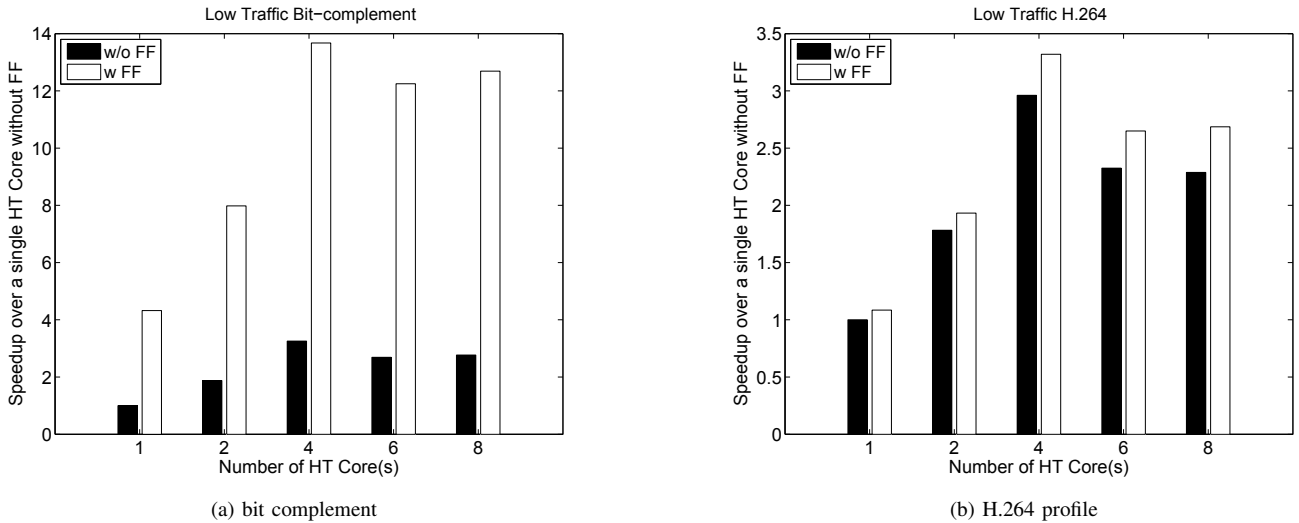 Low Traffic Bit−complement
14
12
10
8
6
4
2
0
w/o FF
w FF
Speedup over a single HT Core without FF
1 2 4 6 8
Number of HT Core(s)
(a) bit complement
Low Traffic H.264
3.5
3
2.5
2
1.5
1
0.5
0
w/o FF
w FF
Speedup over a single HT Core without FF
1 2 4 6 8
Number of HT Core(s)
(b) H.264 profile